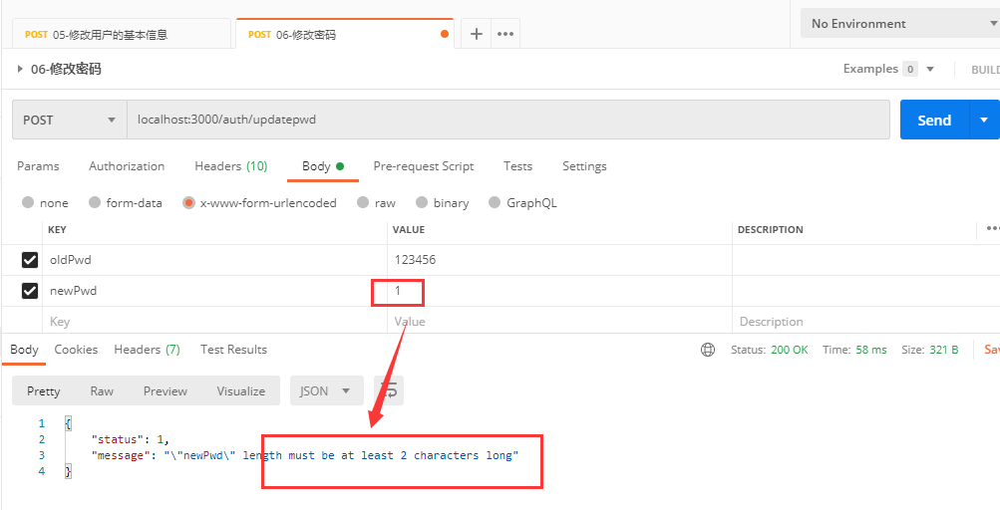 POST 05-修改用户的基本信息
POST 06-修改密码
No Environment
06-修改密码
Examples 0
BUILD
POST localhost:3000/auth/updatepwd Send
Params Authorization Headers (10) Body Pre-request Script Tests Settings
none form-data x-www-form-urlencoded raw binary GraphQL
KEY VALUE DESCRIPTION
oldPwd 123456
newPwd 1
Key Value Description
Body Cookies Headers (7) Test Results Status: 200 OK Time: 58 ms Size: 321 B Sav
Pretty Raw Preview Visualize JSON
1 {
2 "status": 1,
3 "message": "\"newPwd\" length must be at least 2 characters long"
4 }